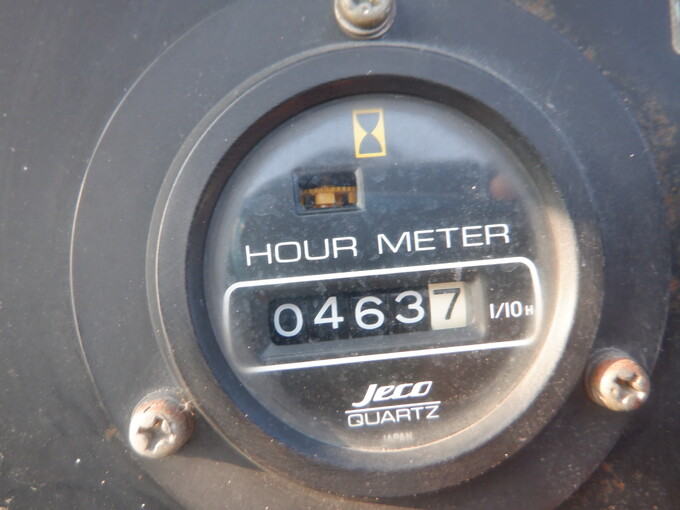 HOUR METER
04637 1/10H
Jeco
QUARTZ
JAPAN